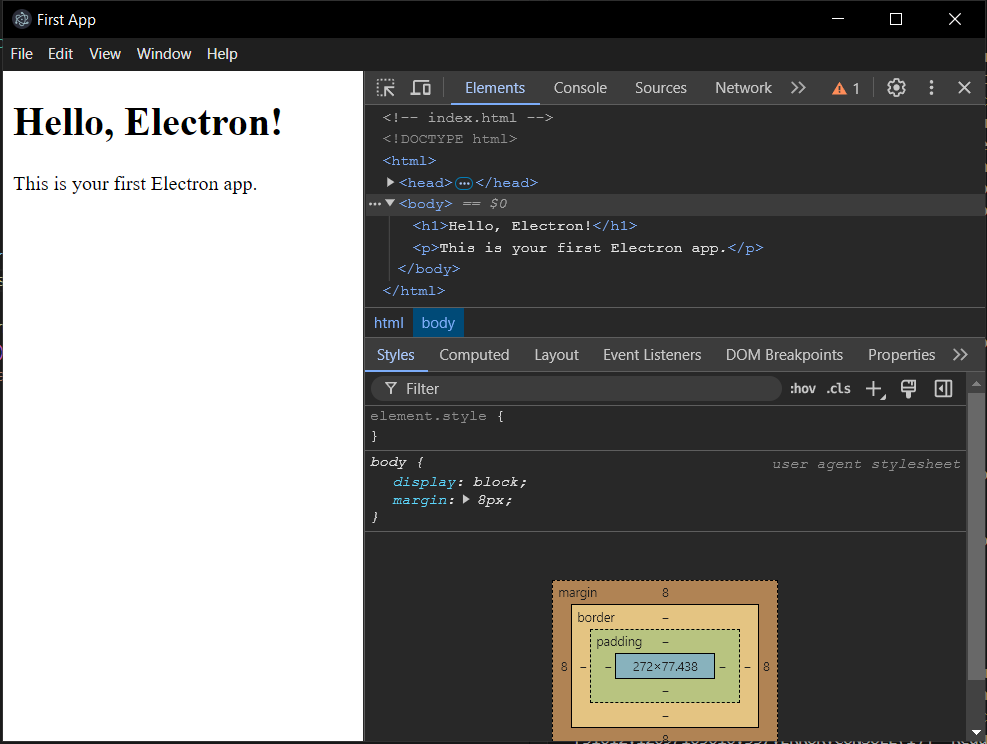 First App
File Edit View Window Help
Hello, Electron!
This is your first Electron app.
Elements Console Sources Network 1
<!-- index.html -->
<!DOCTYPE html>
<html>
<head> … </head>
… <body> == $0
<h1>Hello, Electron!</h1>
<p>This is your first Electron app.</p>
</body>
</html>
html body
Styles Computed Layout Event Listeners DOM Breakpoints Properties
Filter :hov .cls
element.style {
}
body { user agent stylesheet
display: block;
margin: 8px;
}
margin 8
border –
padding –
8 – – 272×77.438 – – 8
–
–
8